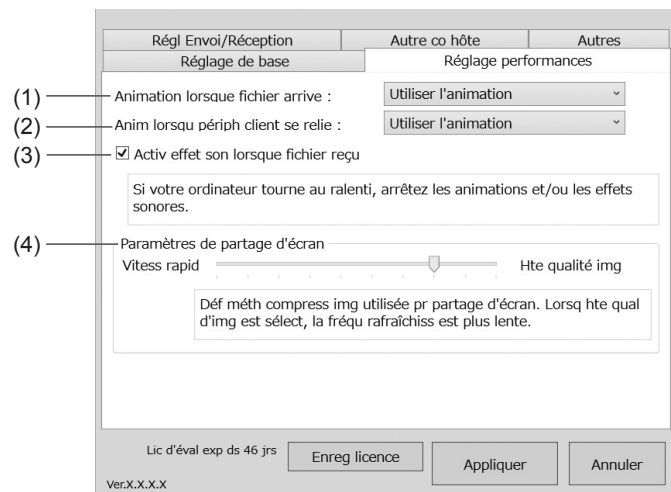 Régl Envoi/Réception
Autre co hôte
Autres
Réglage de base
Réglage performances
(1)
Animation lorsque fichier arrive :
Utiliser l'animation
(2)
Anim lorsqu périph client se relie :
Utiliser l'animation
(3)
Activ effet son lorsque fichier reçu
Si votre ordinateur tourne au ralenti, arrêtez les animations et/ou les effets
sonores.
(4)
Paramètres de partage d'écran
Vitess rapid
Hte qualité img
Déf méth compress img utilisée pr partage d'écran. Lorsq hte qual
d'img est sélect, la fréqu rafraîchiss est plus lente.
Lic d'éval exp ds 46 jrs
Enreg licence
Appliquer
Annuler
Ver.X.X.X.X